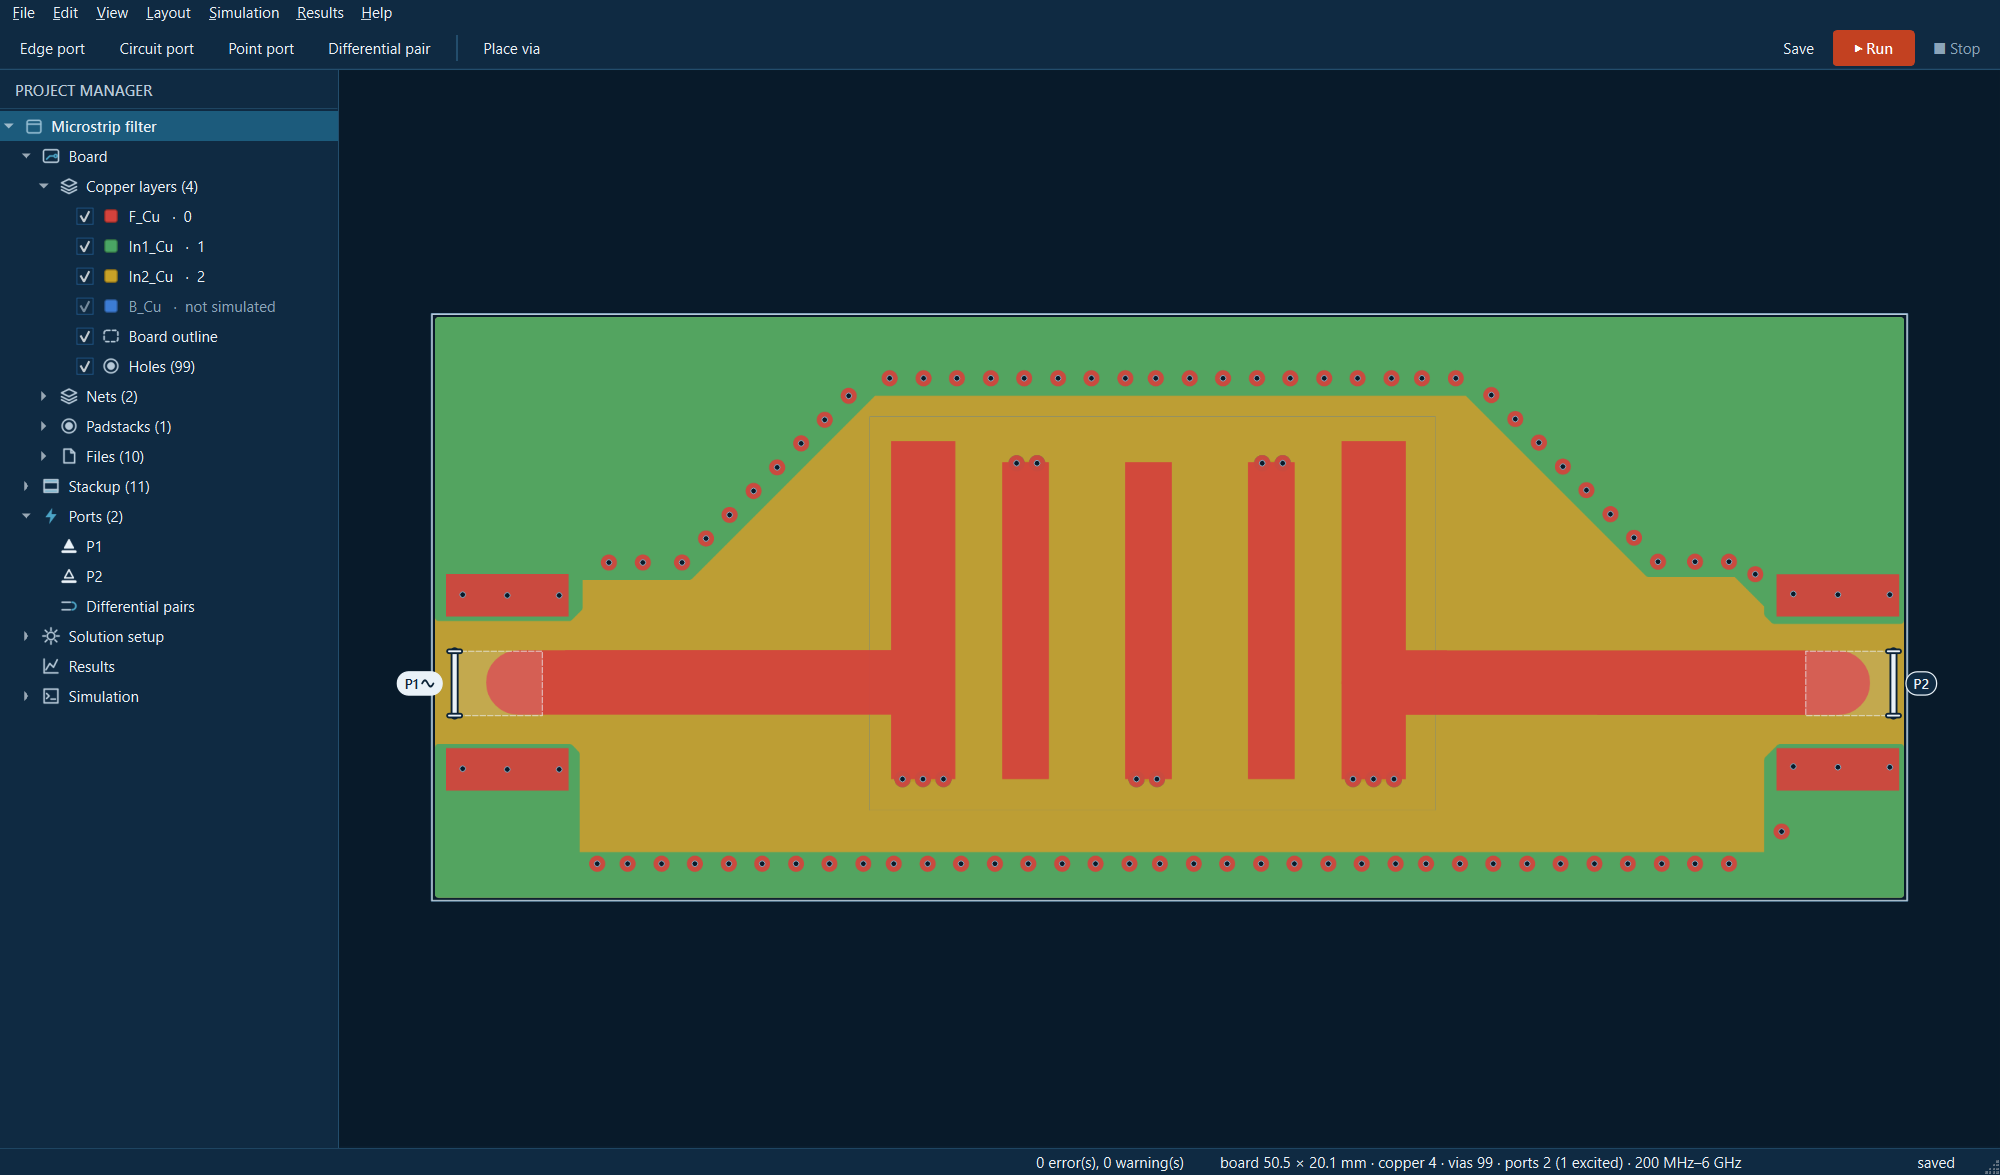 File Edit View Layout Simulation Results Help
Edge port Circuit port Point port Differential pair Place via Save Run Stop
PROJECT MANAGER
Microstrip filter
Board
Copper layers (4)
F_Cu · 0
In1_Cu · 1
In2_Cu · 2
B_Cu · not simulated
Board outline
Holes (99)
Nets (2)
Padstacks (1)
Files (10)
Stackup (11)
Ports (2)
P1
P2
Differential pairs
Solution setup
Results
Simulation
P1
P2
0 error(s), 0 warning(s) board 50.5 × 20.1 mm · copper 4 · vias 99 · ports 2 (1 excited) · 200 MHz–6 GHz saved